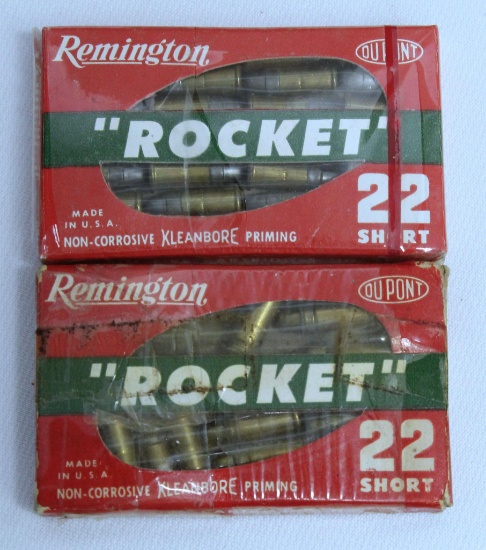 Remington
DU PONT
"ROCKET"
MADE
IN U.S.A.
22
SHORT
NON-CORROSIVE KLEANBORE PRIMING
Remington
DU PONT
"ROCKET"
MADE
IN U.S.A.
22
SHORT
NON-CORROSIVE KLEANBORE PRIMING